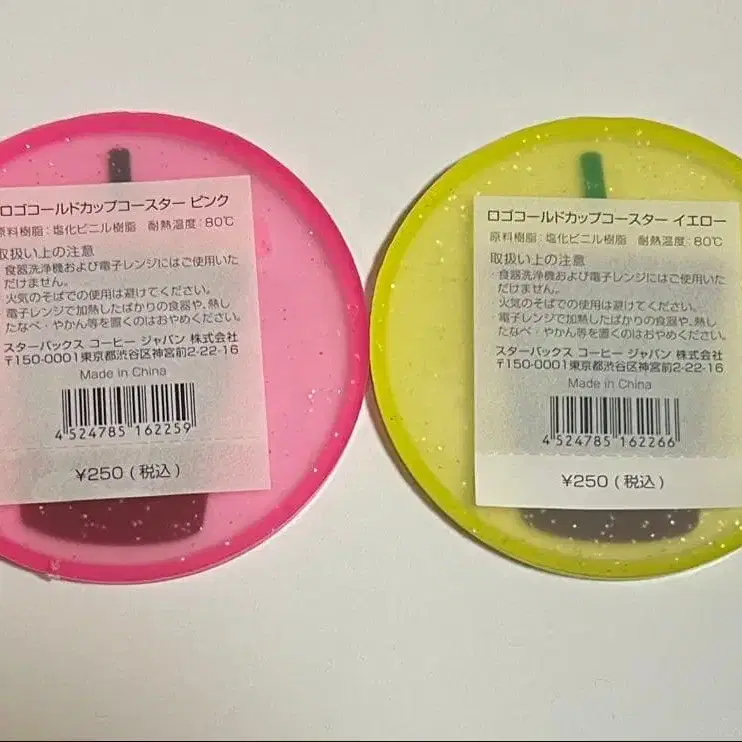 ロゴコールドカップコースター ピンク
原料樹脂：塩化ビニル樹脂 耐熱温度：80℃
取扱い上の注意
・食器洗浄機および電子レンジにはご使用いた
だけません。
・火気のそばでの使用は避けてください。
・電子レンジで加熱したばかりの食器や、熱し
たなべ・やかん等を置くのはおやめください。
スターバックス コーヒー ジャパン 株式会社
〒150-0001東京都渋谷区神宮前2-22-16
Made in China
4 524785 162259
¥250 (税込)
ロゴコールドカップコースター イエロー
原料樹脂：塩化ビニル樹脂 耐熱温度：80℃
取扱い上の注意
・食器洗浄機および電子レンジにはご使用いた
だけません。
・火気のそばでの使用は避けてください。
・電子レンジで加熱したばかりの食器や、熱し
たなべ・やかん等を置くのはおやめください。
スターバックス コーヒー ジャパン 株式会社
〒150-0001東京都渋谷区神宮前2-22-16
Made in China
4 524785 162266
¥250 (税込)